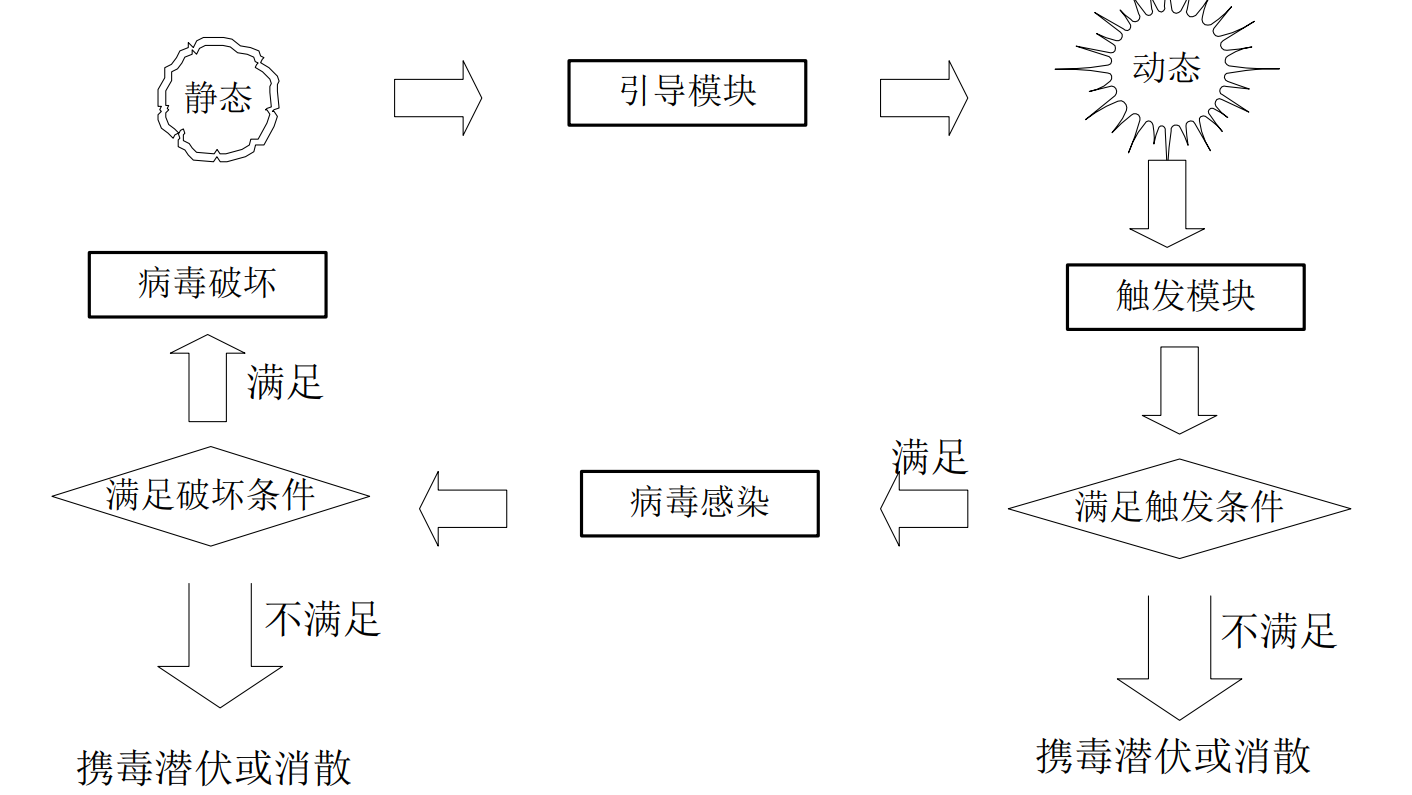 静态
引导模块
动态
病毒破坏
触发模块
满足
满足
满足破坏条件
病毒感染
满足触发条件
不满足
不满足
携毒潜伏或消散
携毒潜伏或消散